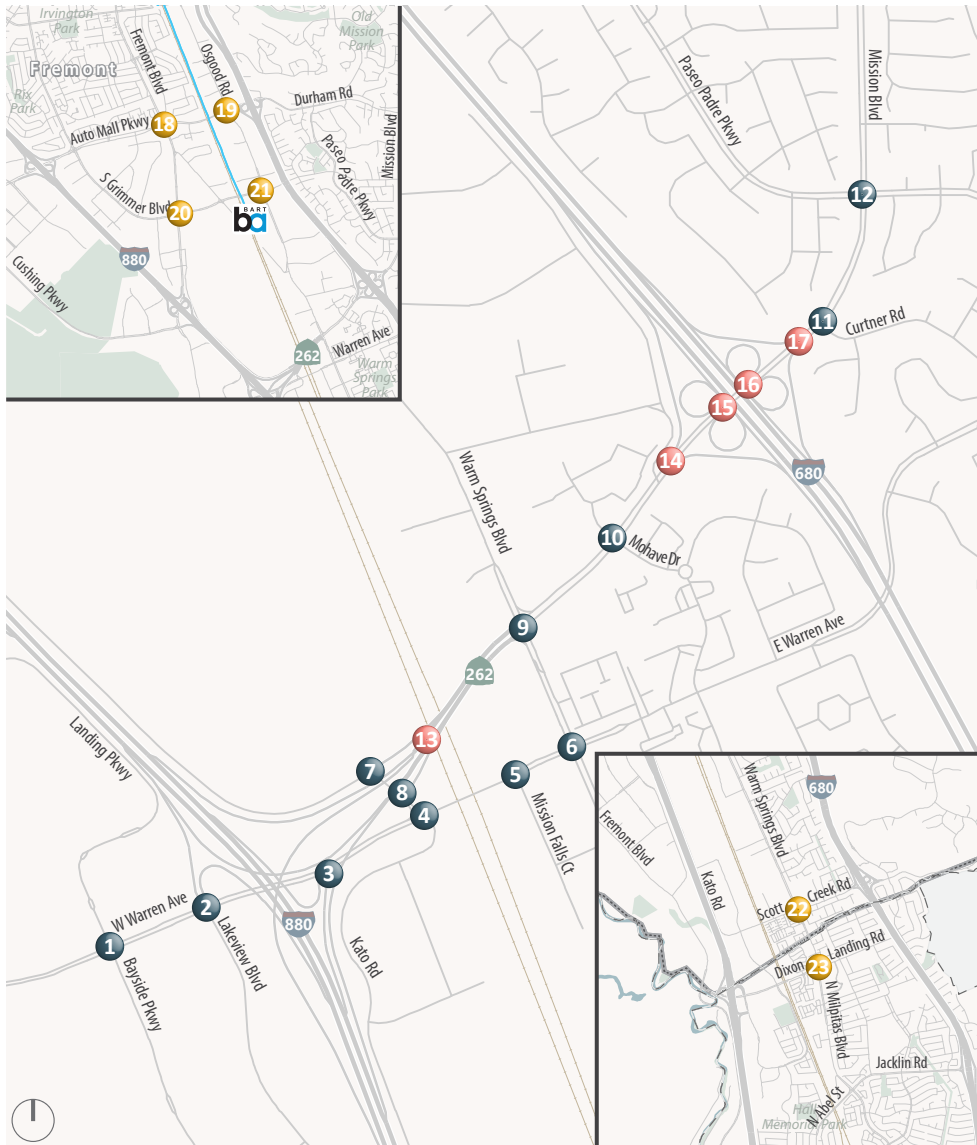 Irvington
Park
Fremont Blvd
Osgood Rd
Old
Mission
Park
Fremont
Rix
Park
Durham Rd
19
18
Auto Mall Pkwy
Paseo Padre Pkwy
Mission Blvd
S Grimmer Blvd
21
20
BART
ba
880
Cushing Pkwy
Warren Ave
262
Warm
Springs
Park
Paseo Padre Pkwy
Mission Blvd
12
11
Curtner Rd
17
16
15
14
680
Warm Springs Blvd
10
Mohave Dr
9
E Warren Ave
262
13
6
7
5
8
4
Landing Pkwy
Mission Falls Ct
3
W Warren Ave
2
880
1
Lakeview Blvd
Kato Rd
Bayside Pkwy
Warm Springs Blvd
680
Fremont Blvd
Kato Rd
Scott Creek Rd
22
Dixon Landing Rd
23
N Milpitas Blvd
Jacklin Rd
N Abel St
Memorial Park